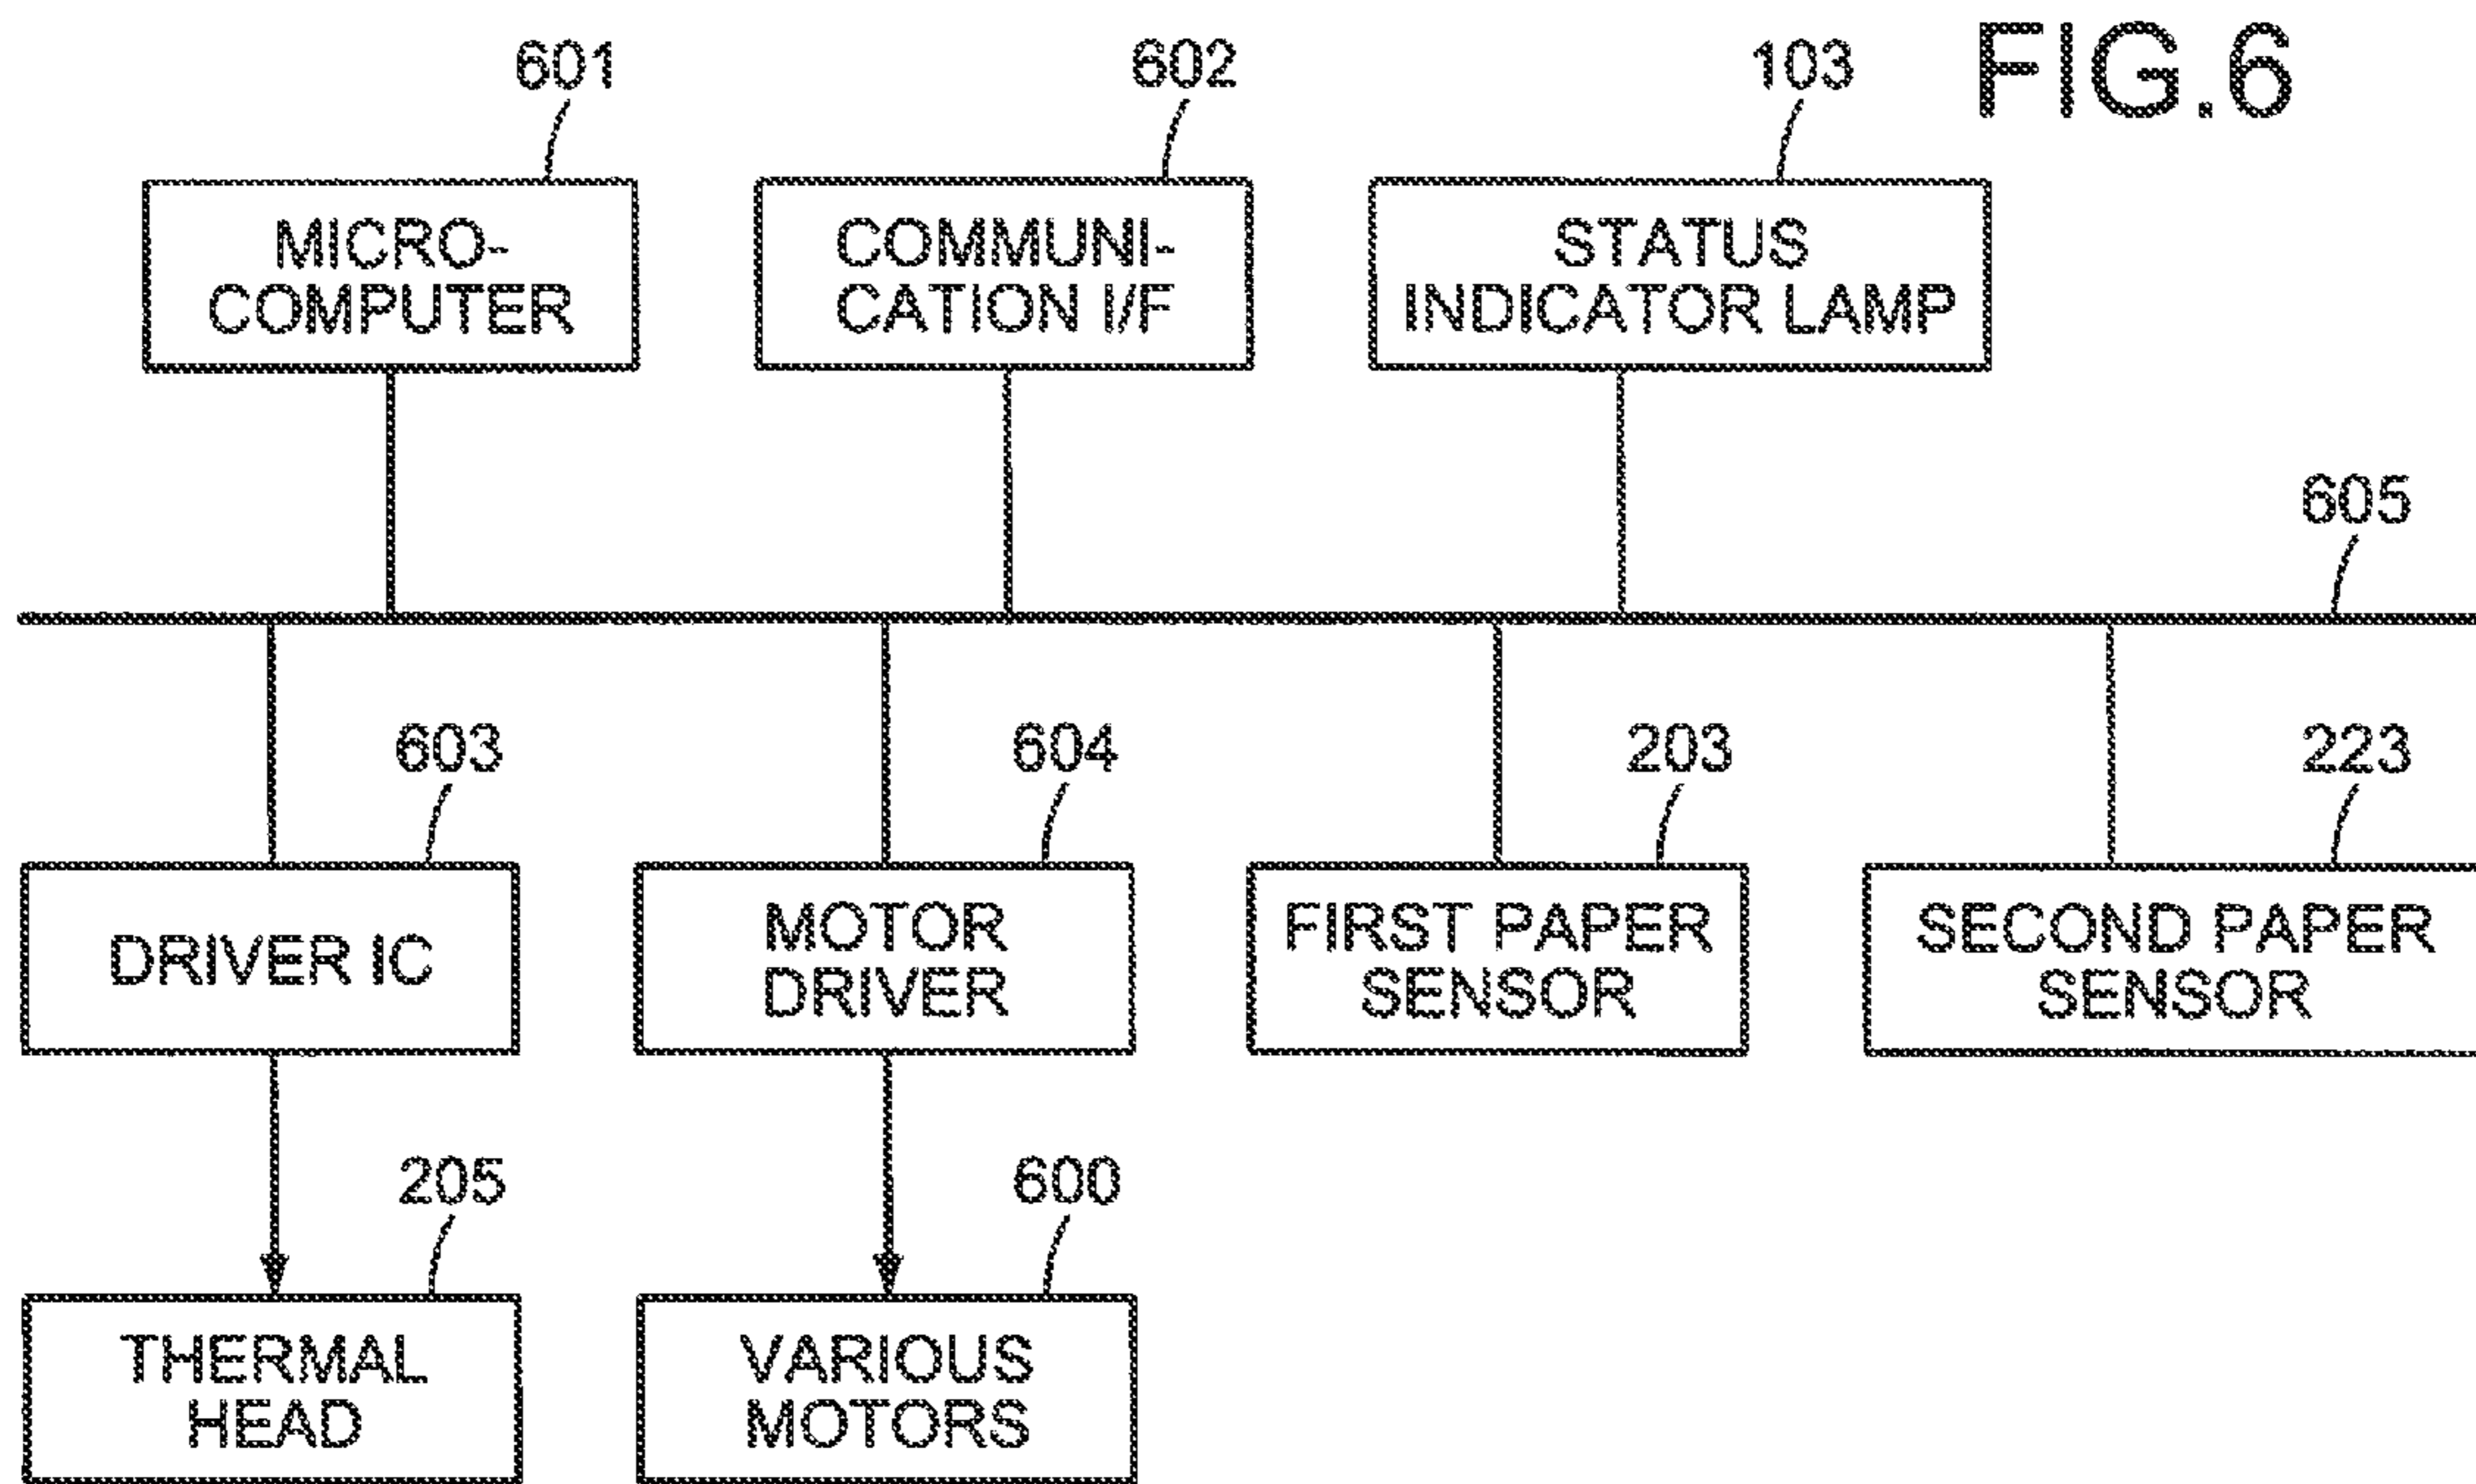 FIG.6
601
602
103
MICRO-
COMPUTER
COMMUNI-
CATION I/F
STATUS
INDICATOR LAMP
605
603
604
203
223
DRIVER IC
MOTOR
DRIVER
FIRST PAPER
SENSOR
SECOND PAPER
SENSOR
205
600
THERMAL
HEAD
VARIOUS
MOTORS